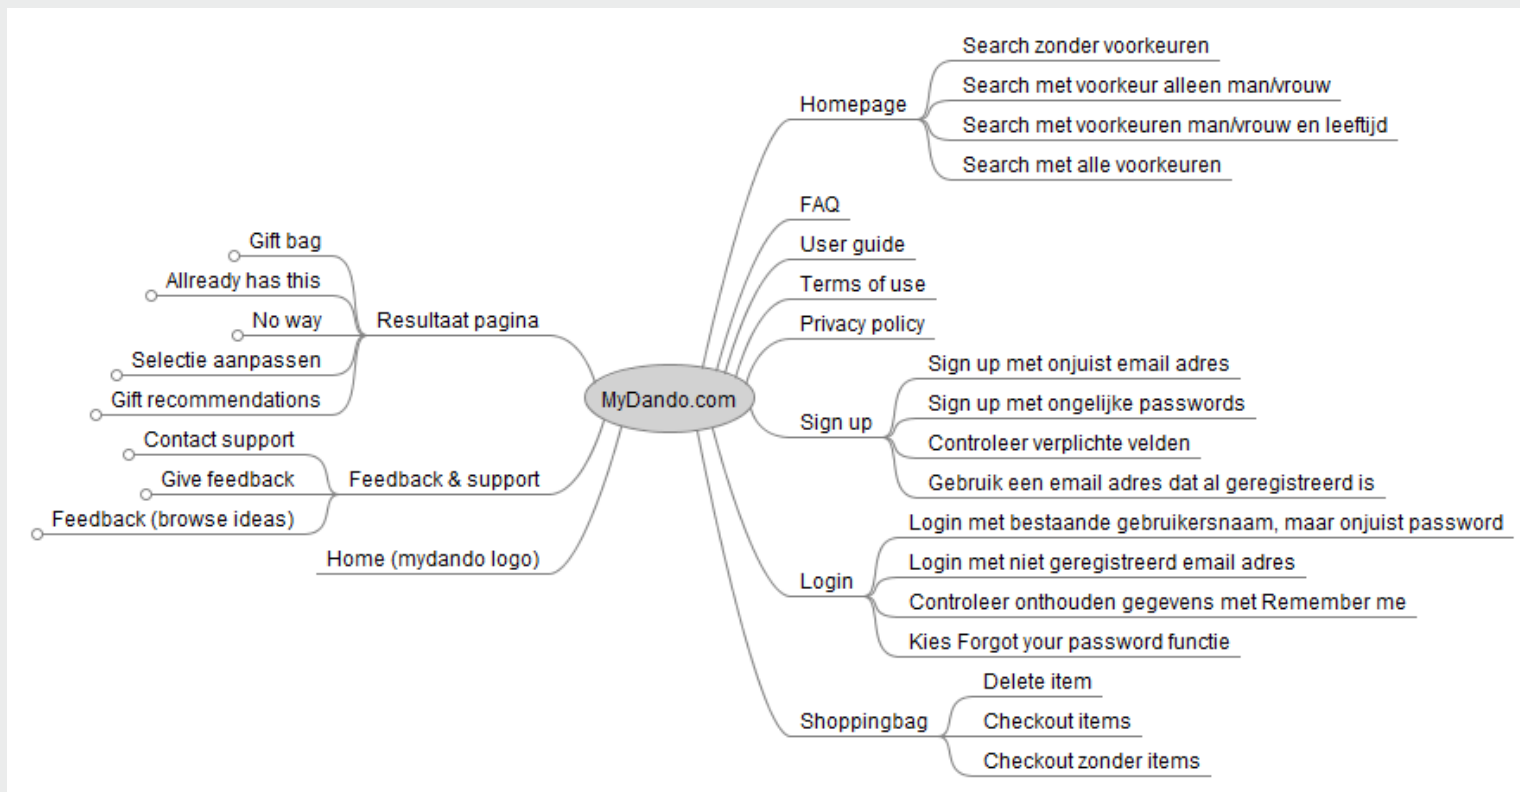 Search zonder voorkeuren
Search met voorkeur alleen man/vrouw
Homepage
Search met voorkeuren man/vrouw en leeftijd
Search met alle voorkeuren
FAQ
User guide
Terms of use
Privacy policy
Sign up met onjuist email adres
Sign up met ongelijke passwords
Sign up
Controleer verplichte velden
Gebruik een email adres dat al geregistreerd is
Login met bestaande gebruikersnaam, maar onjuist password
Login met niet geregistreerd email adres
Login
Controleer onthouden gegevens met Remember me
Kies Forgot your password functie
Delete item
Shoppingbag
Checkout items
Checkout zonder items
MyDando.com
Gift bag
Allready has this
No way
Resultaat pagina
Selectie aanpassen
Gift recommendations
Contact support
Give feedback
Feedback & support
Feedback (browse ideas)
Home (mydando logo)